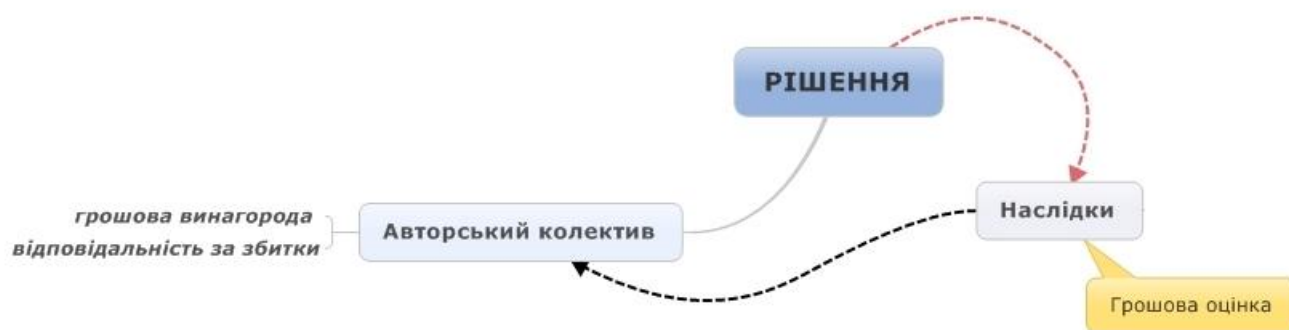 РІШЕННЯ
Наслідки
грошова винагорода
відповідальність за збитки
Авторський колектив
Грошова оцінка